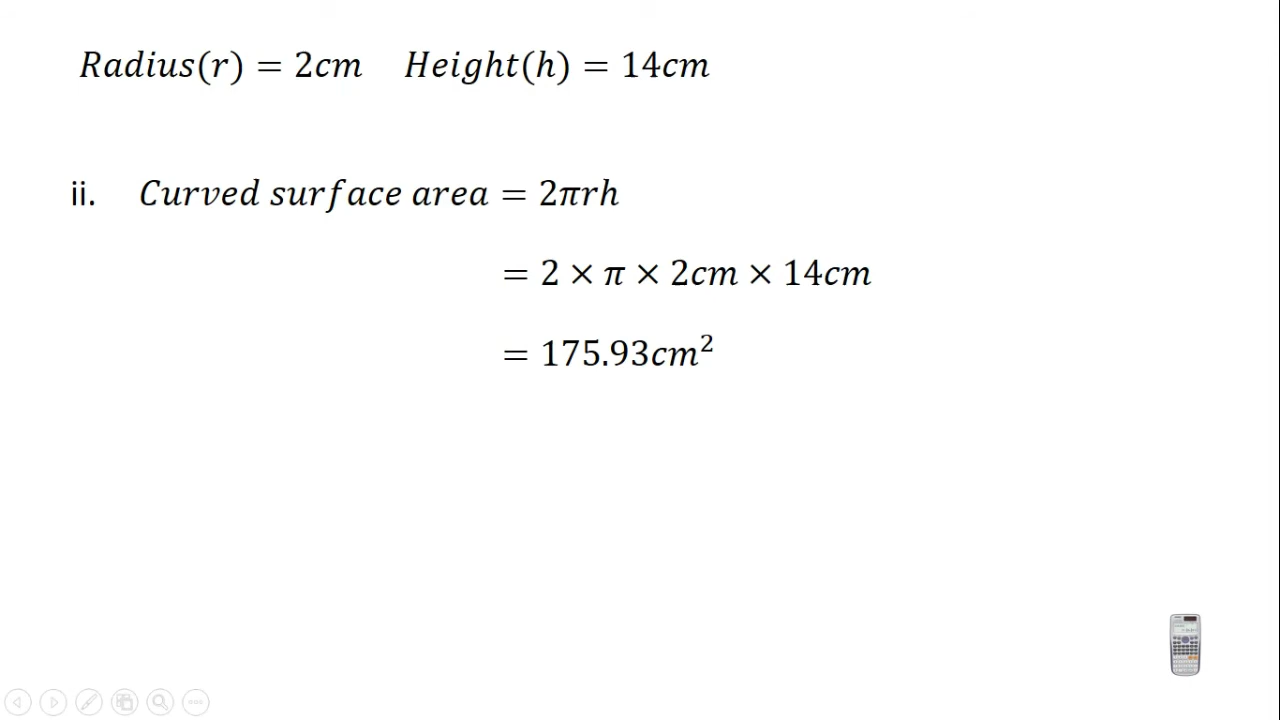 Radius(r) = 2cm Height(h) = 14cm
ii. Curved surface area = 2πrh
= 2 × π × 2cm × 14cm
= 175.93cm²